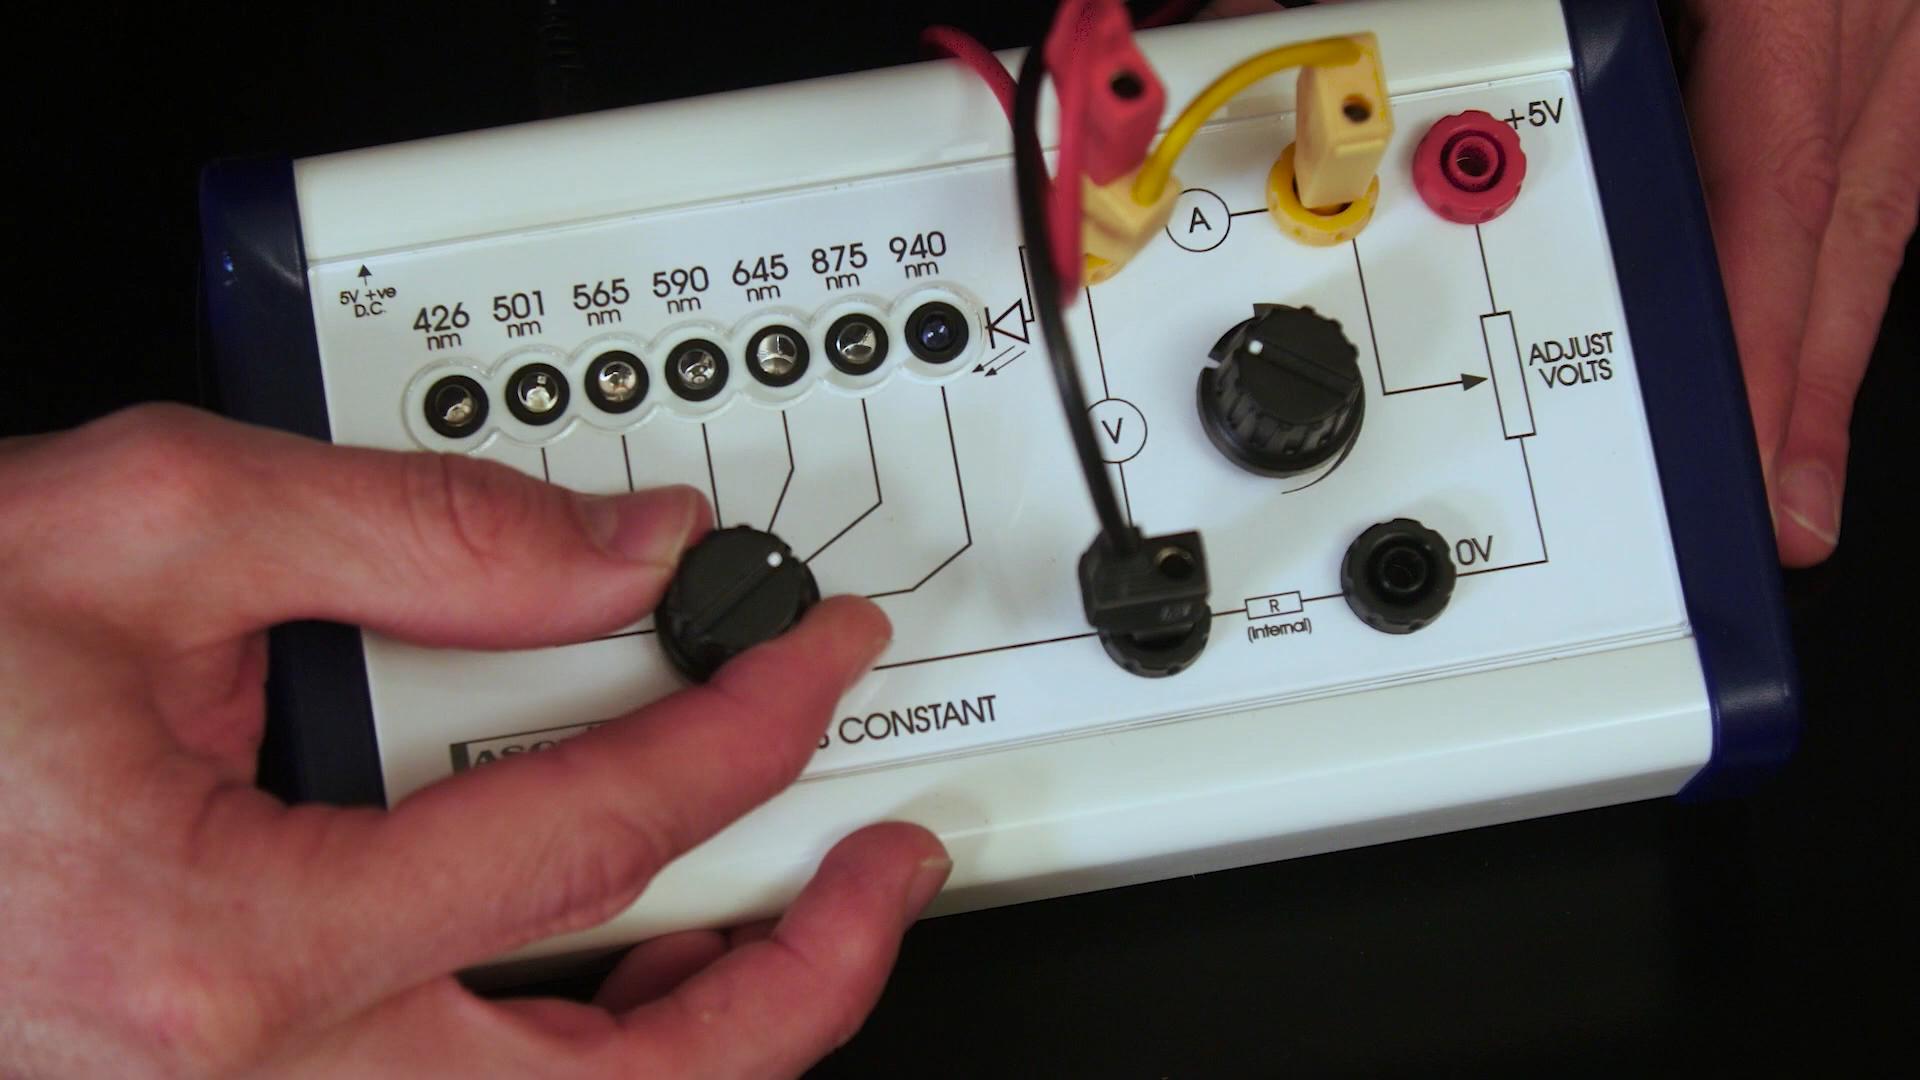 +5V
5V +ve
D.C.
426
nm
501
nm
565
nm
590
nm
645
nm
875
nm
940
nm
A
V
ADJUST
VOLTS
0V
R
(internal)
CONSTANT